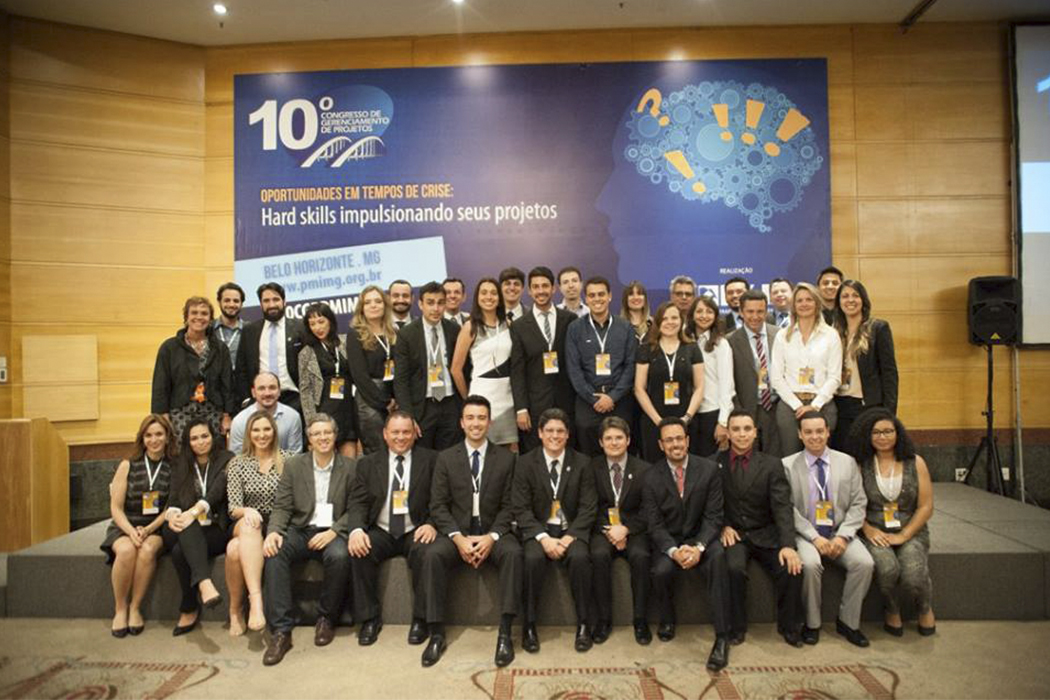 10º
CONGRESSO DE
GERENCIAMENTO
DE PROJETOS
OPORTUNIDADES EM TEMPOS DE CRISE:
Hard skills impulsionando seus projetos
BELO HORIZONTE . MG
www.pmimg.org.br
REALIZAÇÃO